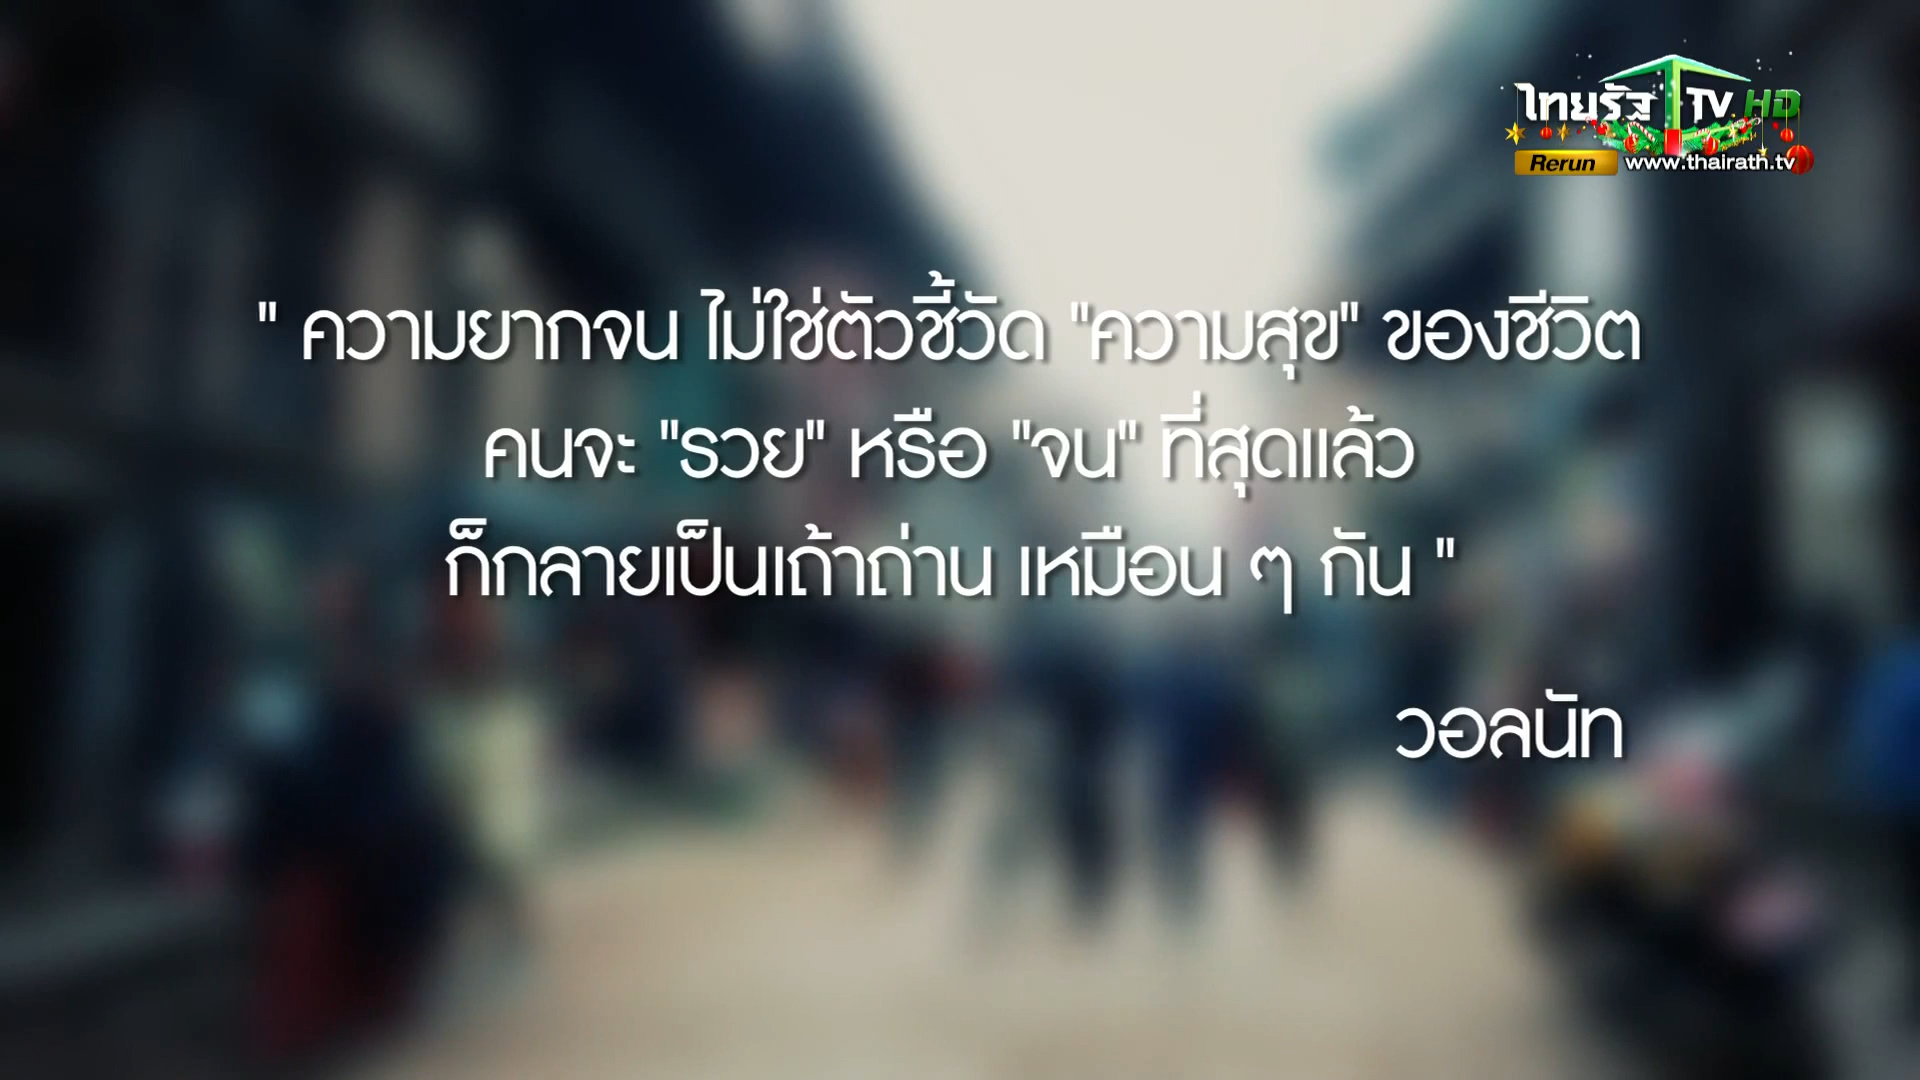 ไทยรัฐ TV HD
Rerun www.thairath.tv
" ความยากจน ไม่ใช่ตัวชี้วัด "ความสุข" ของชีวิต
คนจะ "รวย" หรือ "จน" ที่สุดแล้ว
ก็กลายเป็นเถ้าถ่าน เหมือน ๆ กัน "
วอลนัท